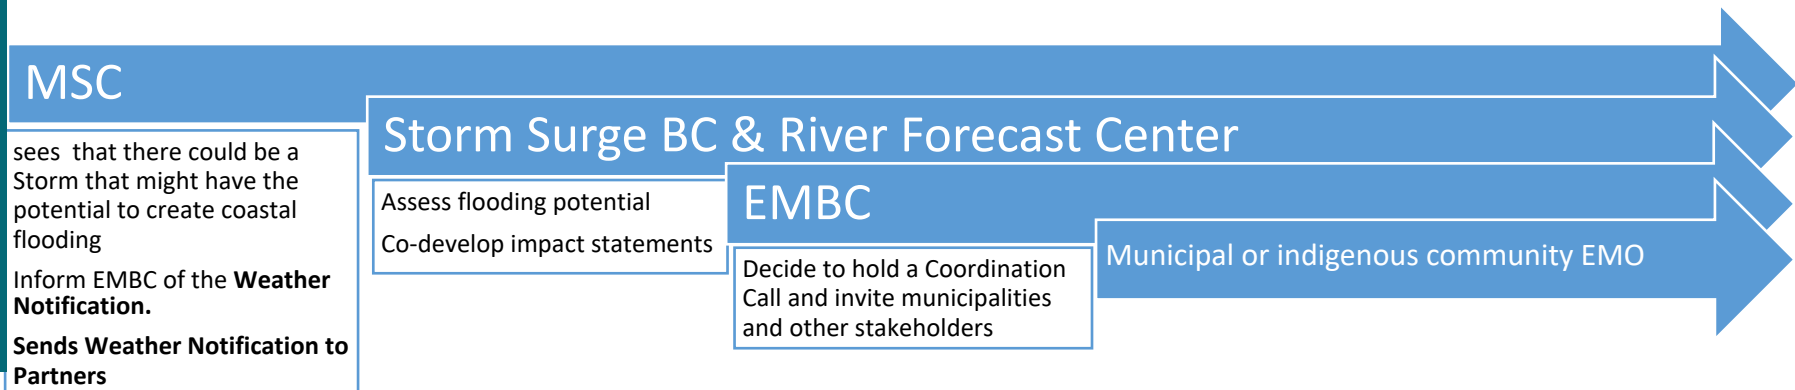 MSC
sees that there could be a
Storm that might have the
potential to create coastal
flooding
Inform EMBC of the Weather
Notification.
Sends Weather Notification to
Partners
Storm Surge BC & River Forecast Center
Assess flooding potential
Co-develop impact statements
EMBC
Decide to hold a Coordination
Call and invite municipalities
and other stakeholders
Municipal or indigenous community EMO